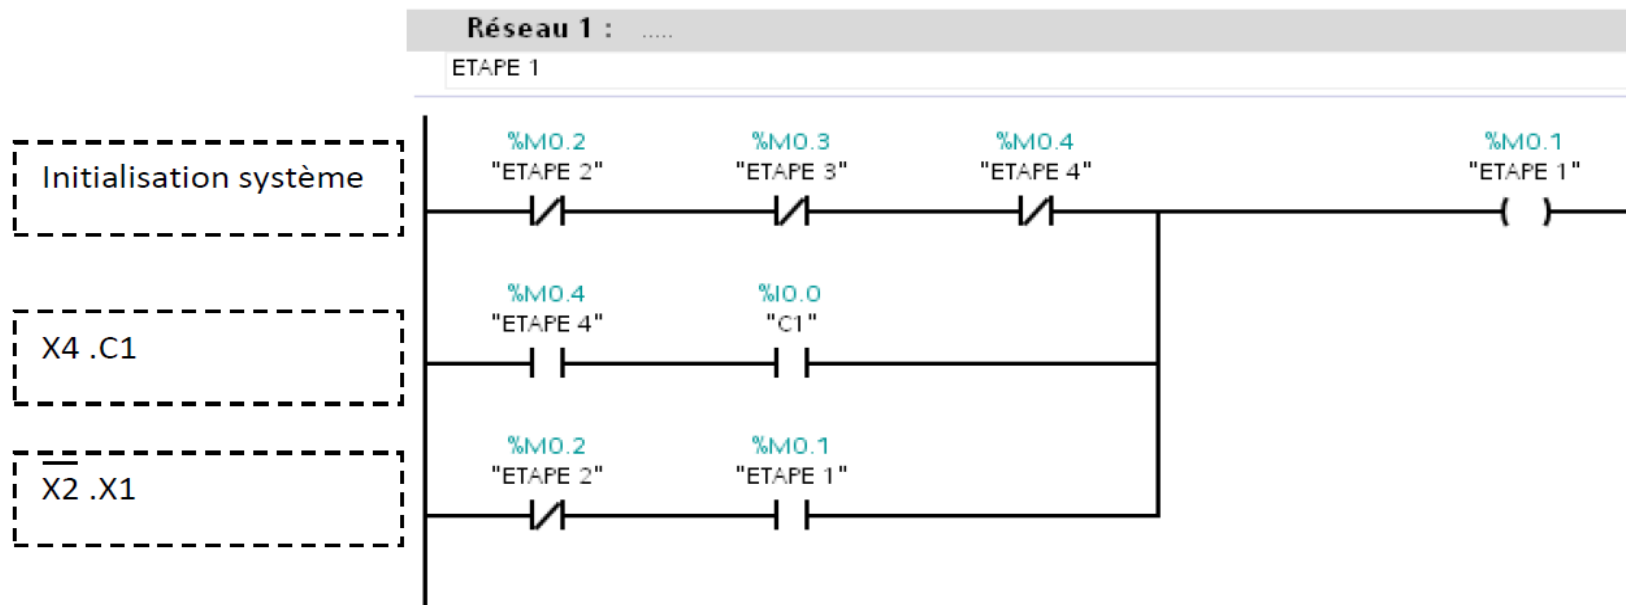 Réseau 1 : .....
ETAPE 1
Initialisation système
%M0.2 %M0.3 %M0.4 %M0.1
"ETAPE 2" "ETAPE 3" "ETAPE 4" "ETAPE 1"
X4 .C1
%M0.4 %I0.0
"ETAPE 4" "C1"
X̅2̅ .X1
%M0.2 %M0.1
"ETAPE 2" "ETAPE 1"